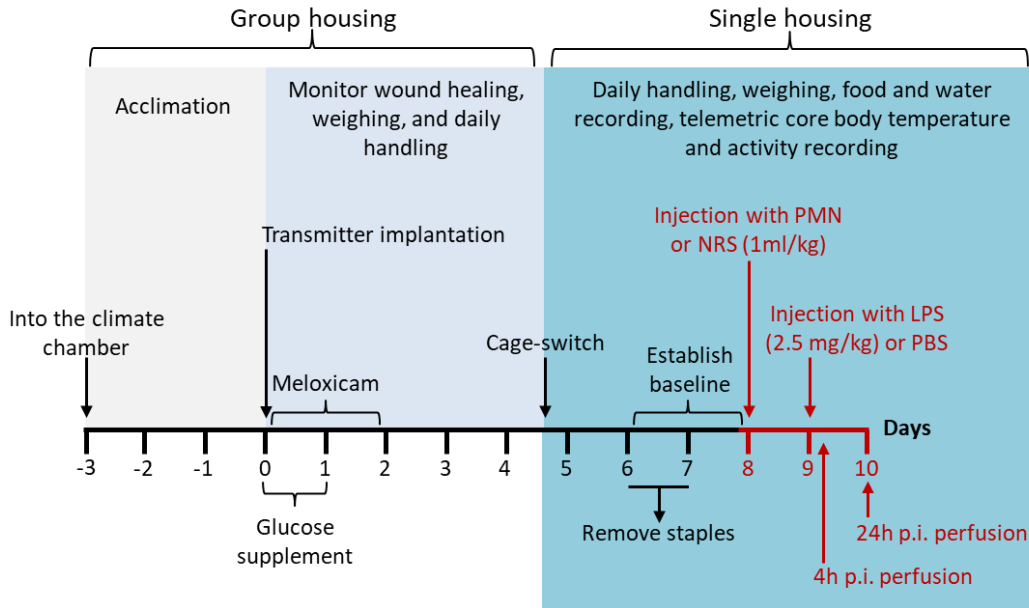 Group housing
Single housing
Acclimation
Monitor wound healing,
weighing, and daily
handling
Daily handling, weighing, food and water
recording, telemetric core body temperature
and activity recording
Transmitter implantation
Injection with PMN
or NRS (1ml/kg)
Into the climate
chamber
Cage-switch
Injection with LPS
(2.5 mg/kg) or PBS
Meloxicam
Establish
baseline
Days
-3 -2 -1 0 1 2 3 4 5 6 7 8 9 10
Glucose
supplement
Remove staples
24h p.i. perfusion
4h p.i. perfusion